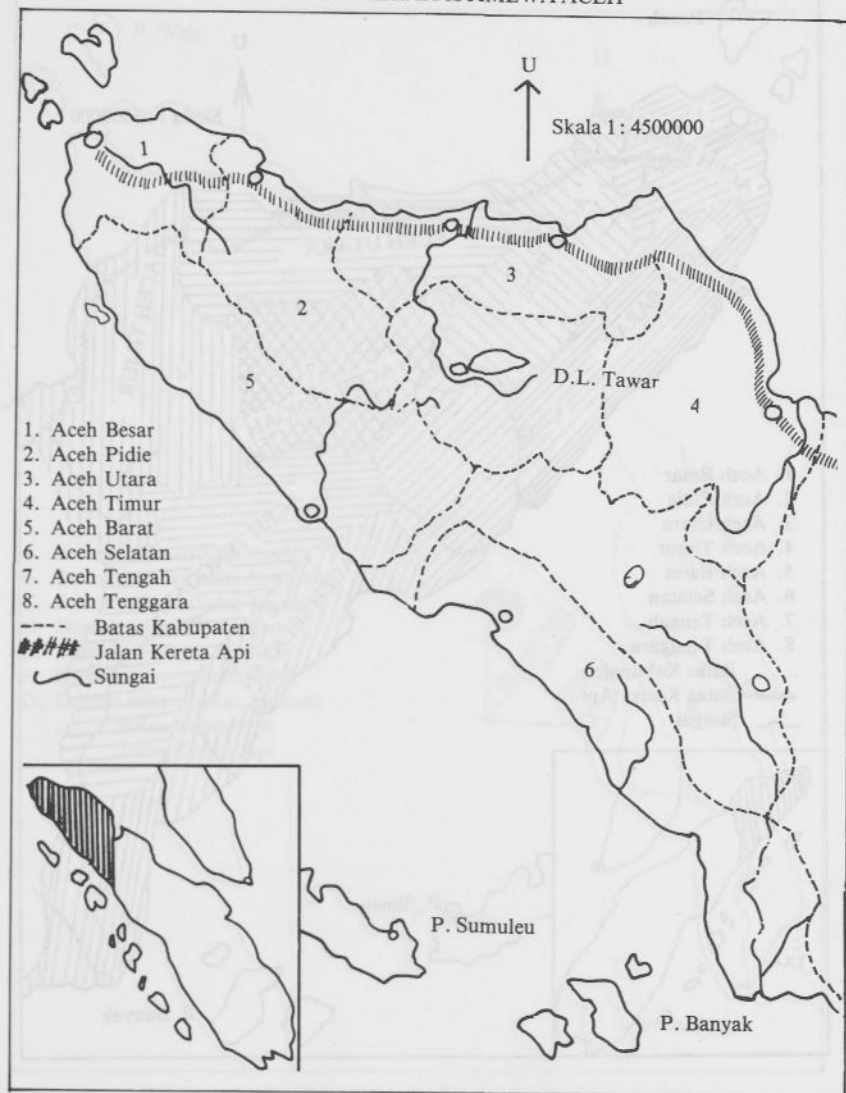 ISTIMEWA ACEH
U
Skala 1 : 4500000
1
3
2
D.L. Tawar
5
4
1. Aceh Besar
2. Aceh Pidie
3. Aceh Utara
4. Aceh Timur
5. Aceh Barat
6. Aceh Selatan
7. Aceh Tengah
8. Aceh Tenggara
Batas Kabupaten
Jalan Kereta Api
Sungai
6
P. Sumuleu
P. Banyak